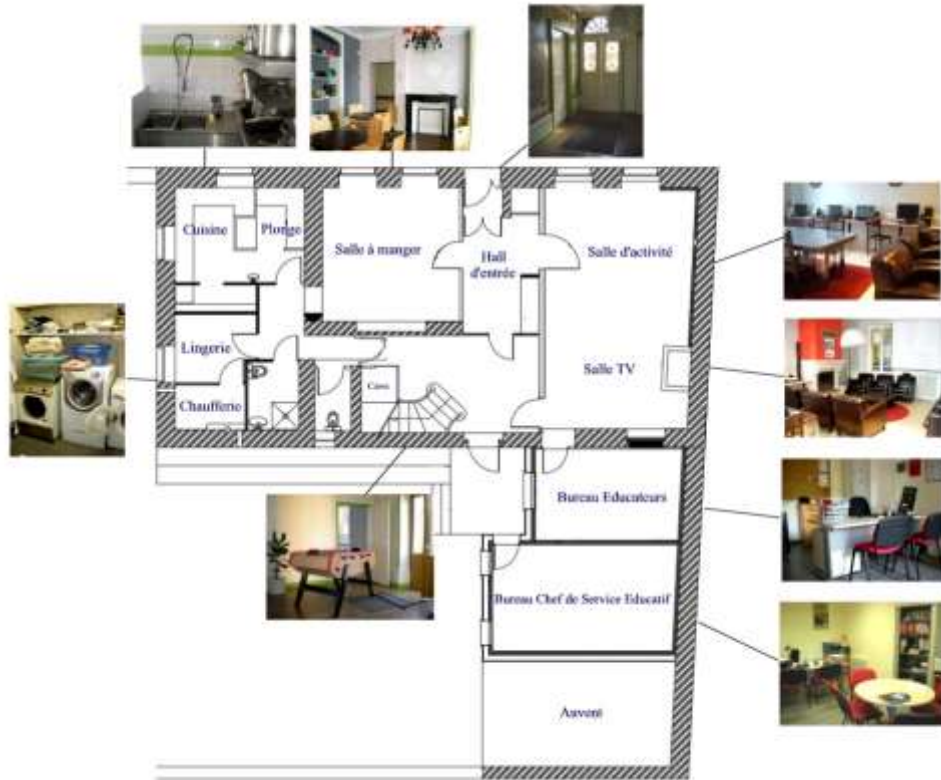 Cuisine
Plonge
Salle à manger
Hall
d'entrée
Salle d'activité
Lingerie
Salle TV
Chaufferie
Cave
Bureau Educateurs
Bureau Chef de Service Educatif
Auvent